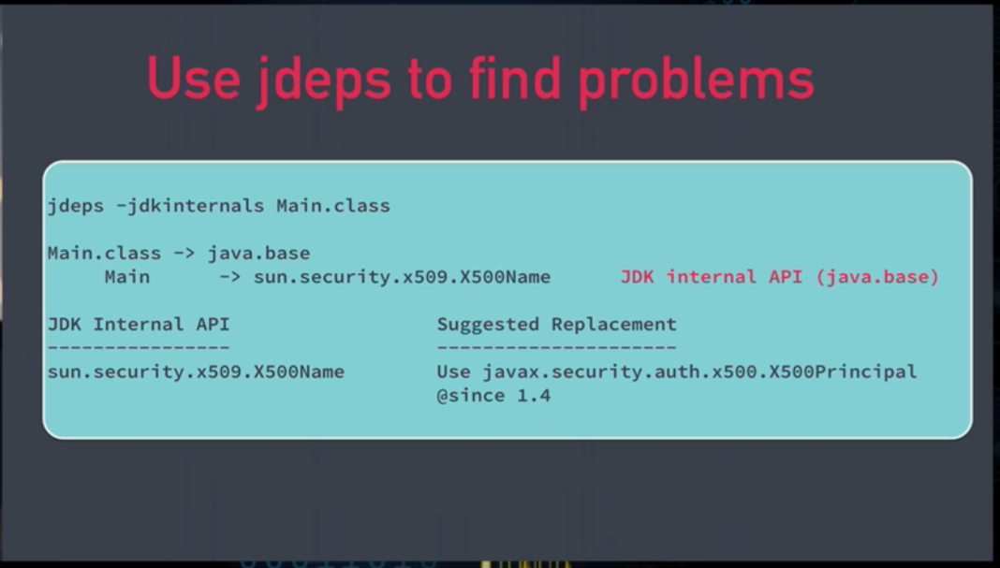 Use jdeps to find problems
jdeps -jdkinternals Main.class
Main.class -> java.base
Main -> sun.security.x509.X500Name JDK internal API (java.base)
JDK Internal API Suggested Replacement
---------------- ---------------------
sun.security.x509.X500Name Use javax.security.auth.x500.X500Principal
@since 1.4